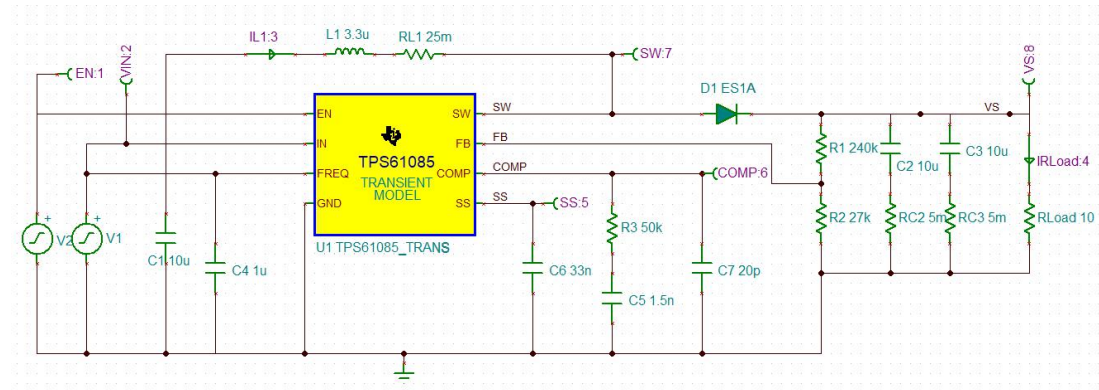 IL1:3
L1 3.3u
RL1 25m
SW:7
EN:1
VIN:2
VS:8
D1 ES1A
EN
SW
SW
VS
IN
FB
FB
TPS61085
R1 240k
C2 10u
C3 10u
IRLoad:4
FREQ
TRANSIENT
MODEL
COMP
COMP
COMP:6
GND
SS
SS
SS:5
R3 50k
R2 27k
RC2 5m
RC3 5m
RLoad 10
+
V2
+
V1
U1 TPS61085_TRANS
C1 10u
C4 1u
C6 33n
C7 20p
C5 1.5n